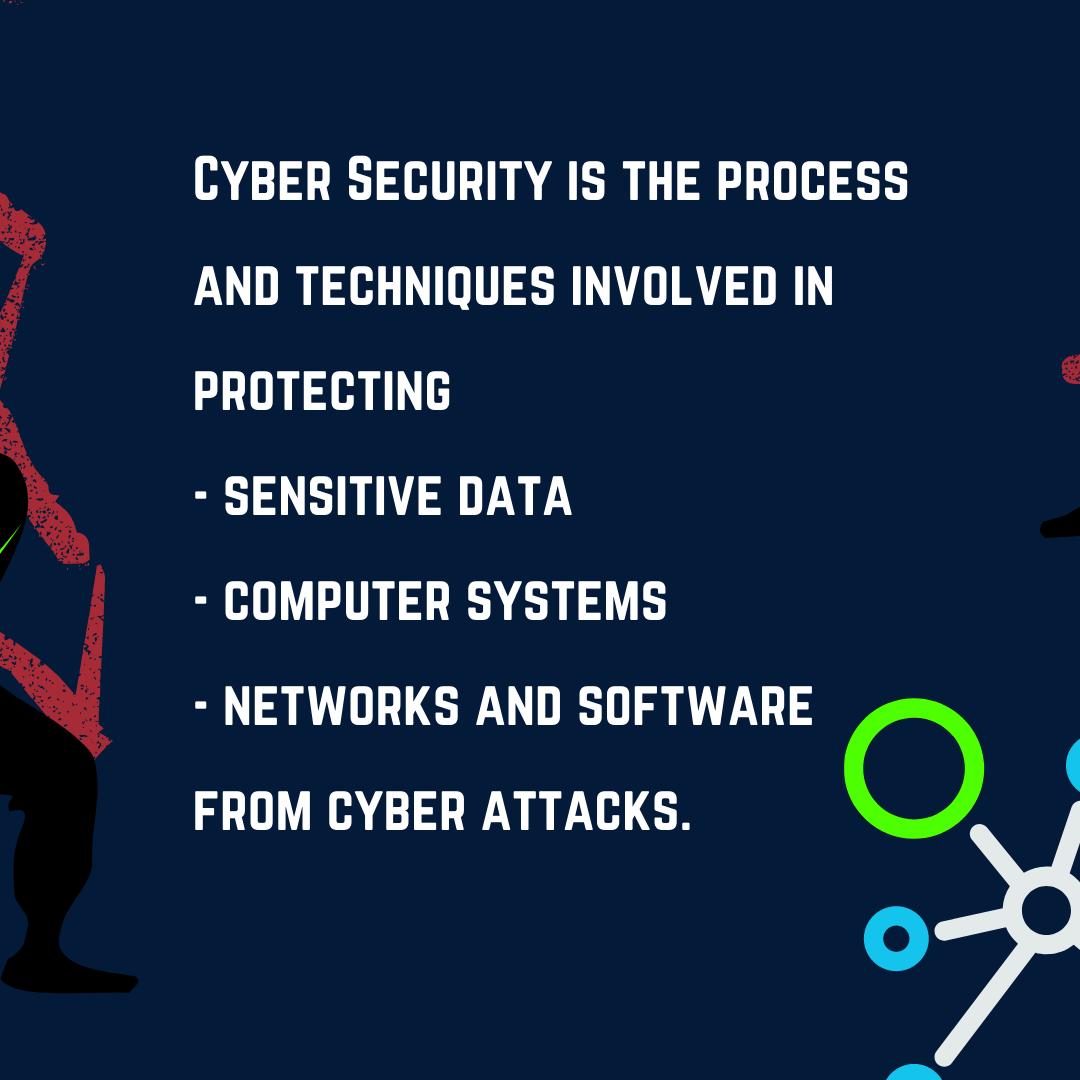 Cyber Security is the process
and techniques involved in
protecting
- sensitive data
- computer systems
- networks and software
from cyber attacks.